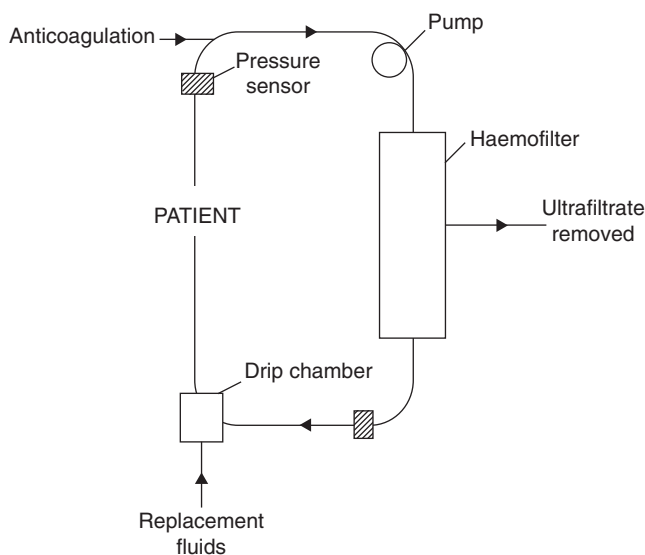 Anticoagulation
Pump
Pressure
sensor
Haemofilter
PATIENT
Ultrafiltrate
removed
Drip chamber
Replacement
fluids